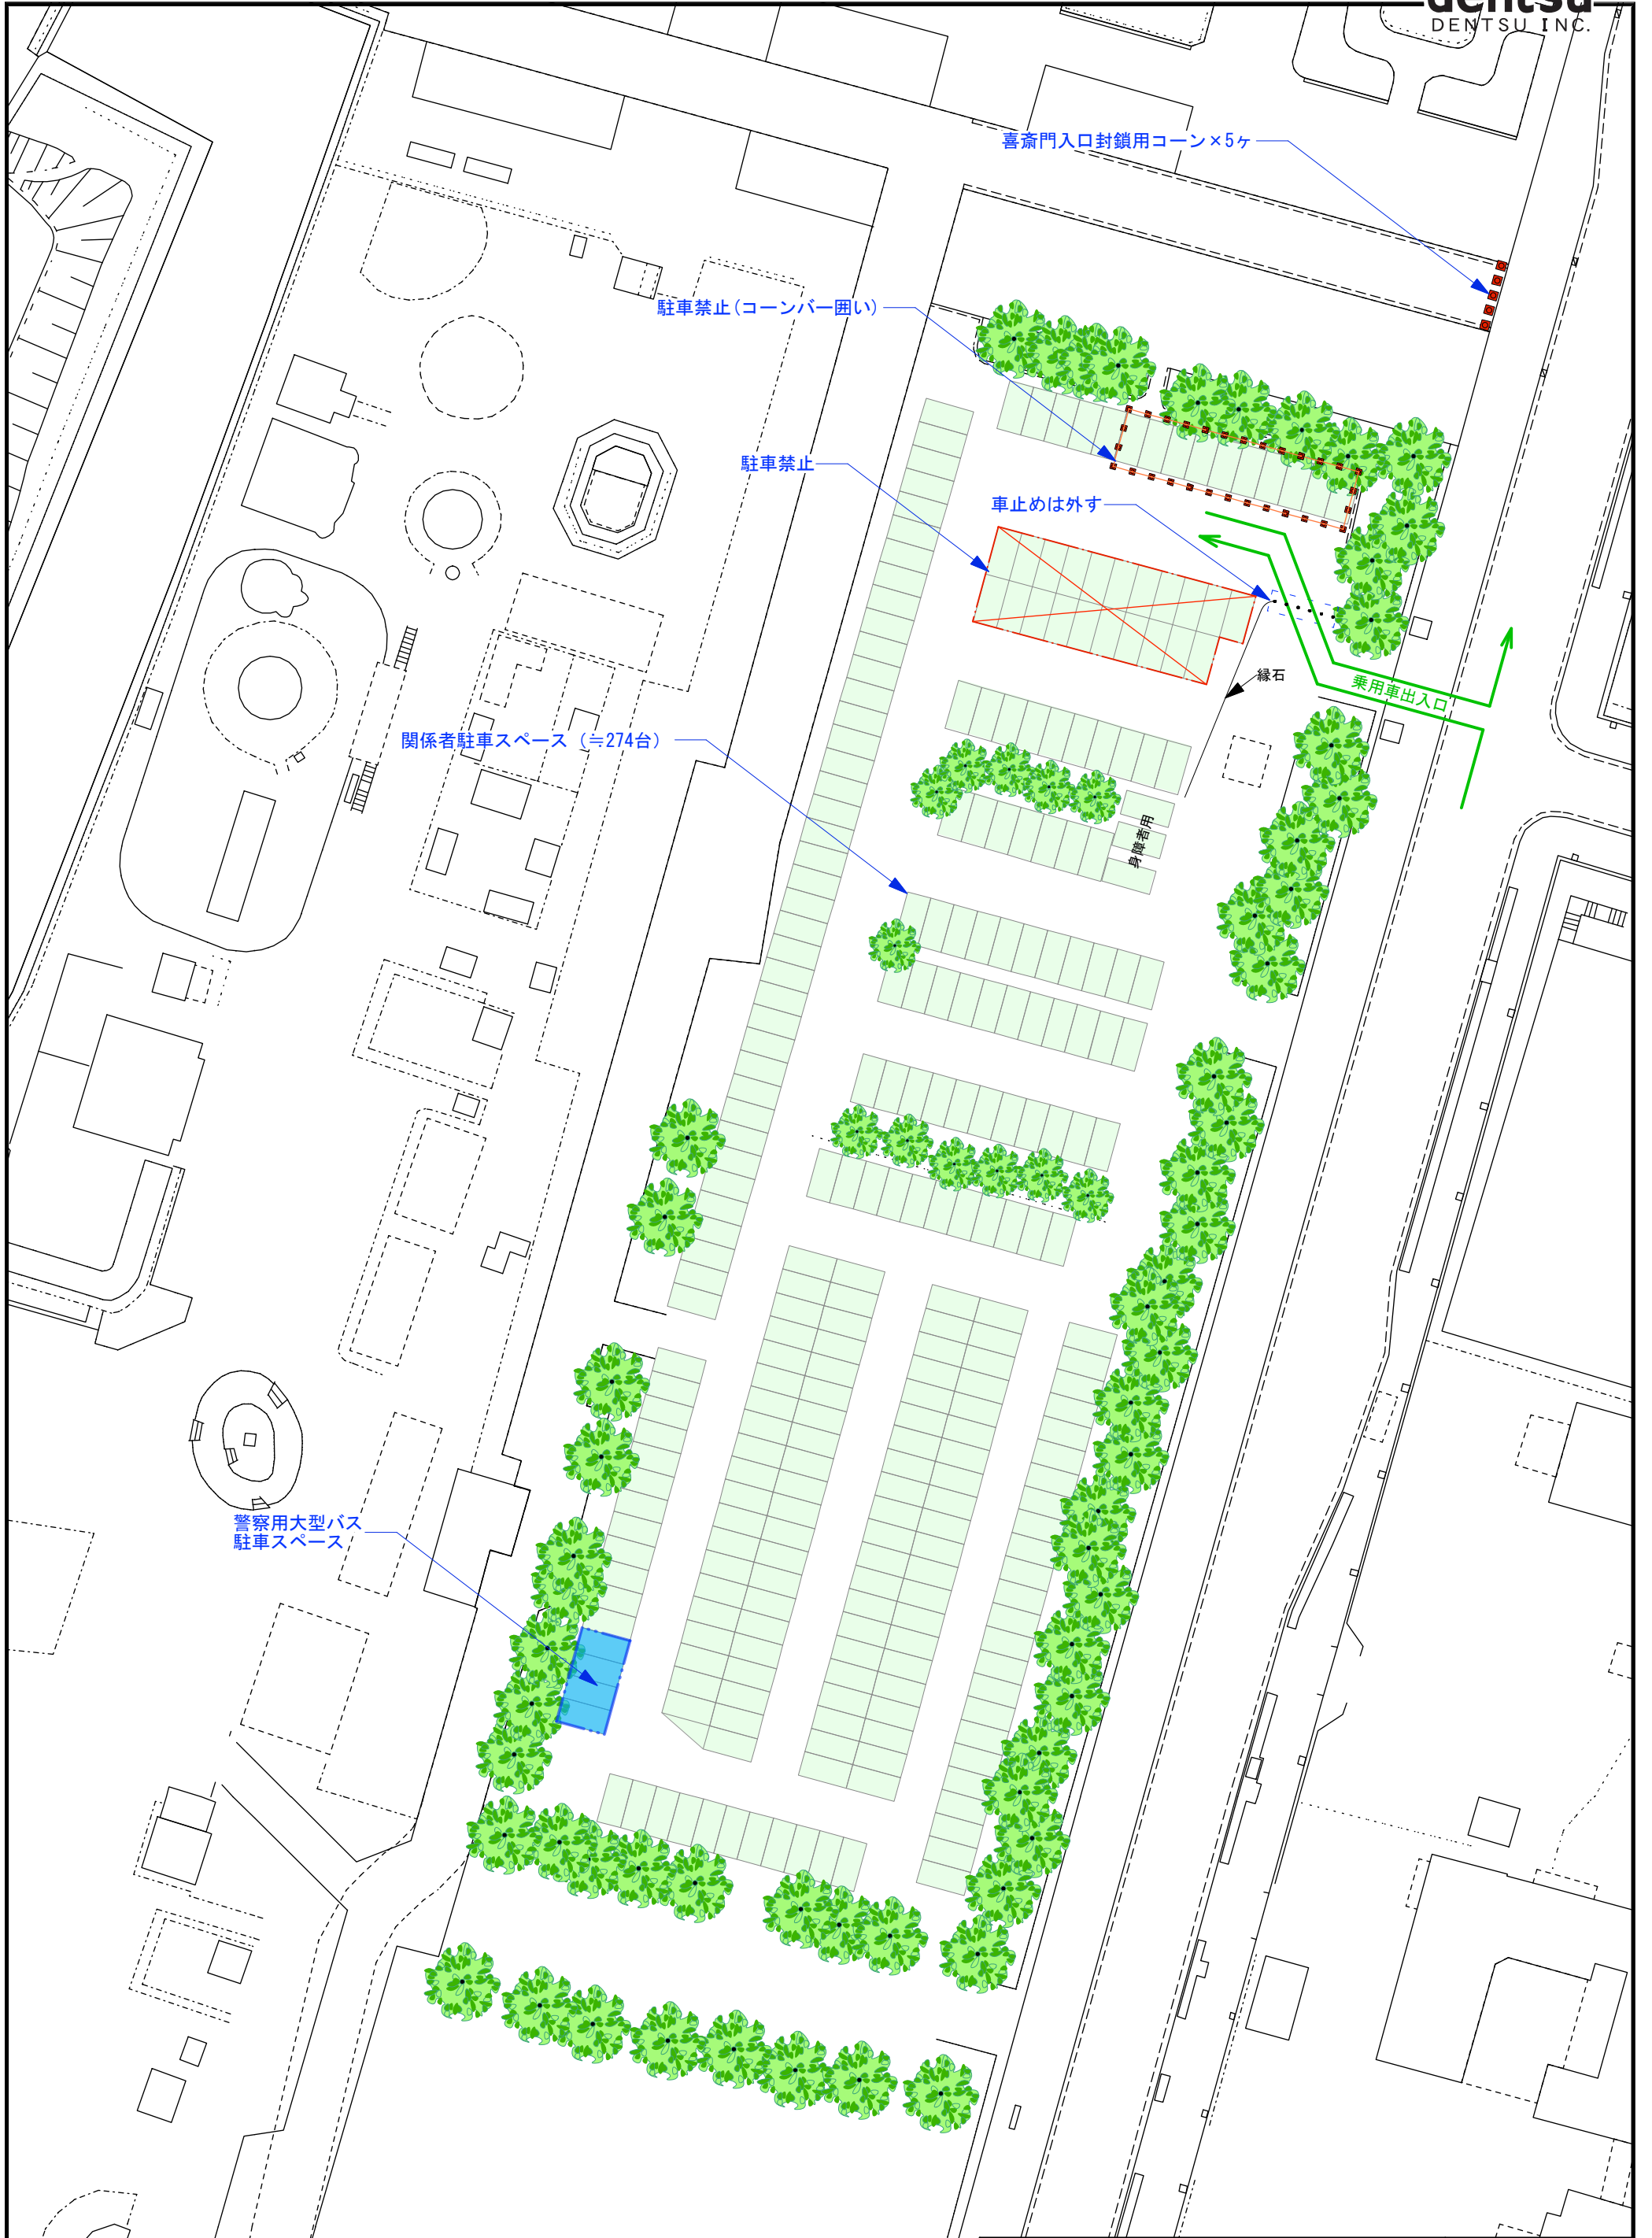 dentsu
DENTSU INC.
喜斎門入口封鎖用コーン×5ヶ
駐車禁止(コーンバー囲い)
駐車禁止
車止めは外す
縁石
乗用車出入口
関係者駐車スペース（≒274台）
身障者用
警察用大型バス
駐車スペース